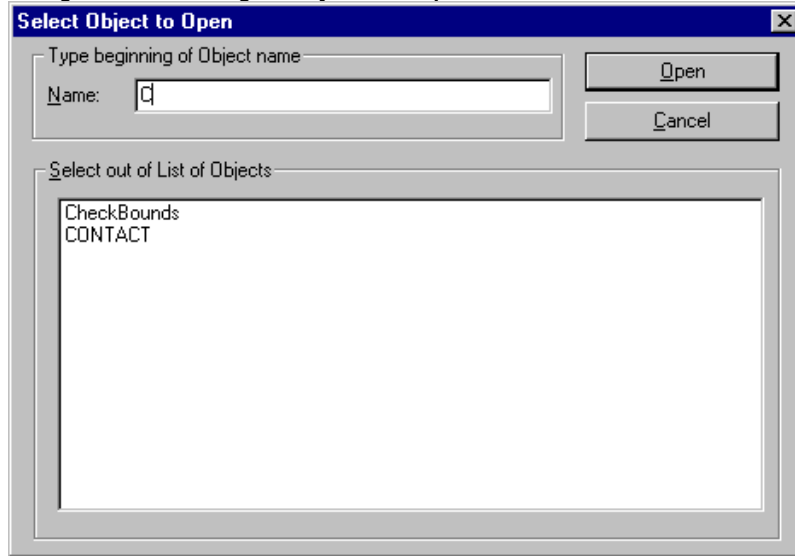 Select Object to Open
Type beginning of Object name
Name: C
Open
Cancel
Select out of List of Objects
CheckBounds
CONTACT